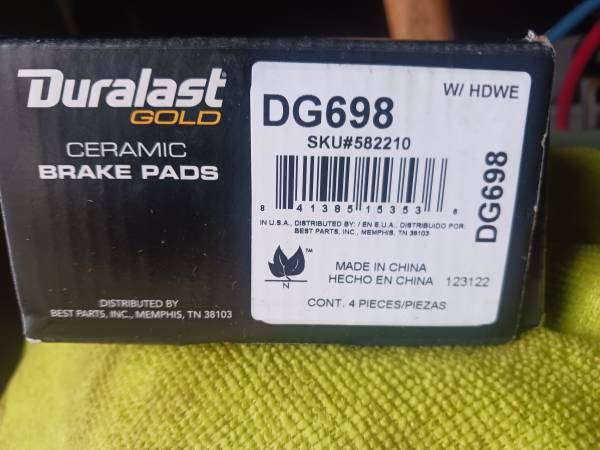 Duralast
GOLD
CERAMIC
BRAKE PADS
DISTRIBUTED BY
BEST PARTS, INC., MEMPHIS, TN 38103
W/ HDWE
DG698
SKU#582210
8 41385 15353 6
IN U.S.A., DISTRIBUTED BY: / EN E.U.A., DISTRIBUIDO POR:
BEST PARTS, INC., MEMPHIS, TN 38103
TM
N
MADE IN CHINA
HECHO EN CHINA 123122
CONT. 4 PIECES/PIEZAS
DG698